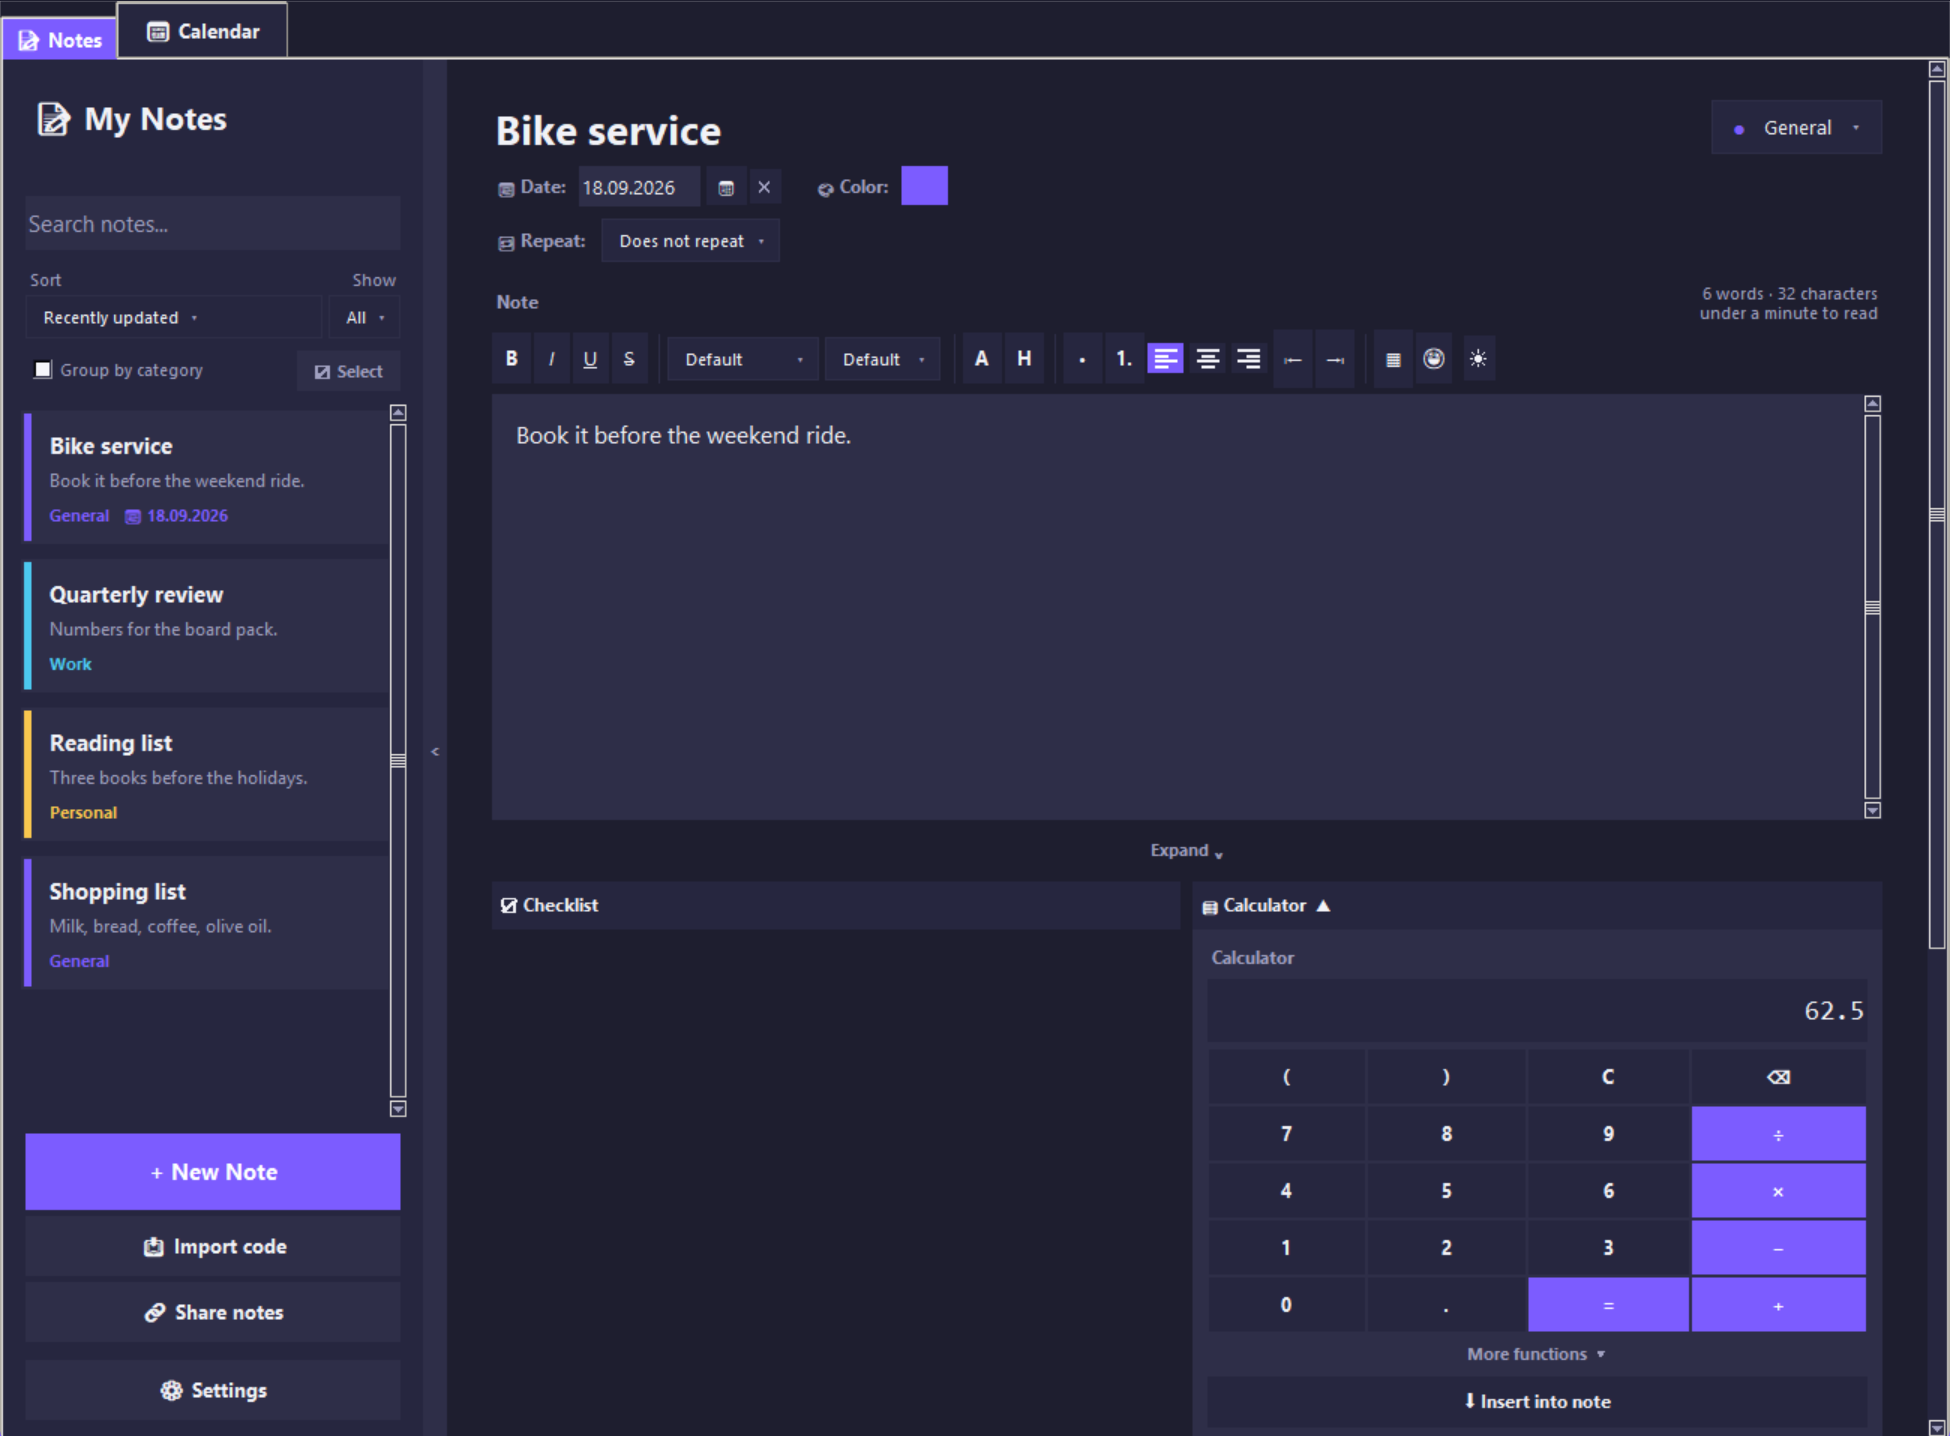 Notes
Calendar
My Notes
Search notes...
Sort
Show
Recently updated
All
Group by category
Select
Bike service
Book it before the weekend ride.
General 18.09.2026
Quarterly review
Numbers for the board pack.
Work
Reading list
Three books before the holidays.
Personal
Shopping list
Milk, bread, coffee, olive oil.
General
+ New Note
Import code
Share notes
Settings
<
Bike service
General
Date: 18.09.2026 × Color:
Repeat: Does not repeat
Note
6 words · 32 characters
under a minute to read
B I U S Default Default A H • 1.
Book it before the weekend ride.
Expand
Checklist
Calculator ▲
Calculator
62.5
( ) C ⌫
7 8 9 ÷
4 5 6 ×
1 2 3 −
0 . = +
More functions ▾
⬇ Insert into note